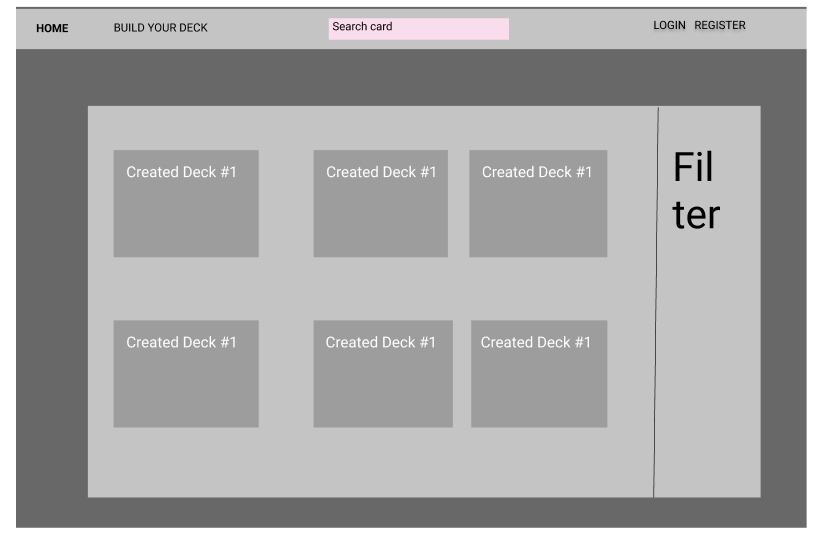 HOME BUILD YOUR DECK Search card LOGIN REGISTER
Created Deck #1 Created Deck #1 Created Deck #1
Fil
ter
Created Deck #1 Created Deck #1 Created Deck #1